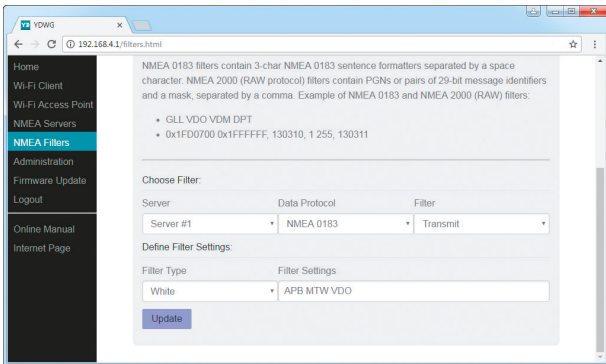 YD YDWG
192.168.4.1/filters.html
Home
Wi-Fi Client
Wi-Fi Access Point
NMEA Servers
NMEA Filters
Administration
Firmware Update
Logout
Online Manual
Internet Page
NMEA 0183 filters contain 3-char NMEA 0183 sentence formatters separated by a space
character. NMEA 2000 (RAW protocol) filters contain PGNs or pairs of 29-bit message identifiers
and a mask, separated by a comma. Example of NMEA 0183 and NMEA 2000 (RAW) filters:
• GLL VDO VDM DPT
• 0x1FD0700 0x1FFFFFF, 130310, 1 255, 130311
Choose Filter:
Server Data Protocol Filter
Server #1 NMEA 0183 Transmit
Define Filter Settings:
Filter Type Filter Settings
White APB MTW VDO
Update